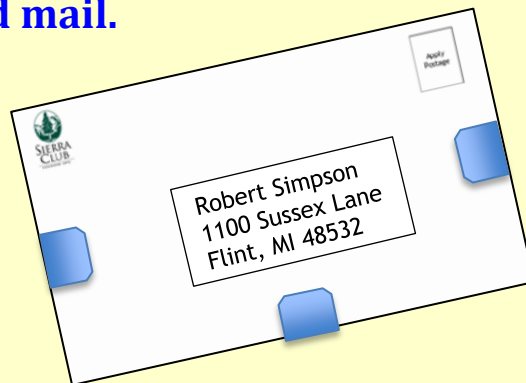 mail.
Apply
Postage
SIERRA
CLUB
Robert Simpson
1100 Sussex Lane
Flint, MI 48532